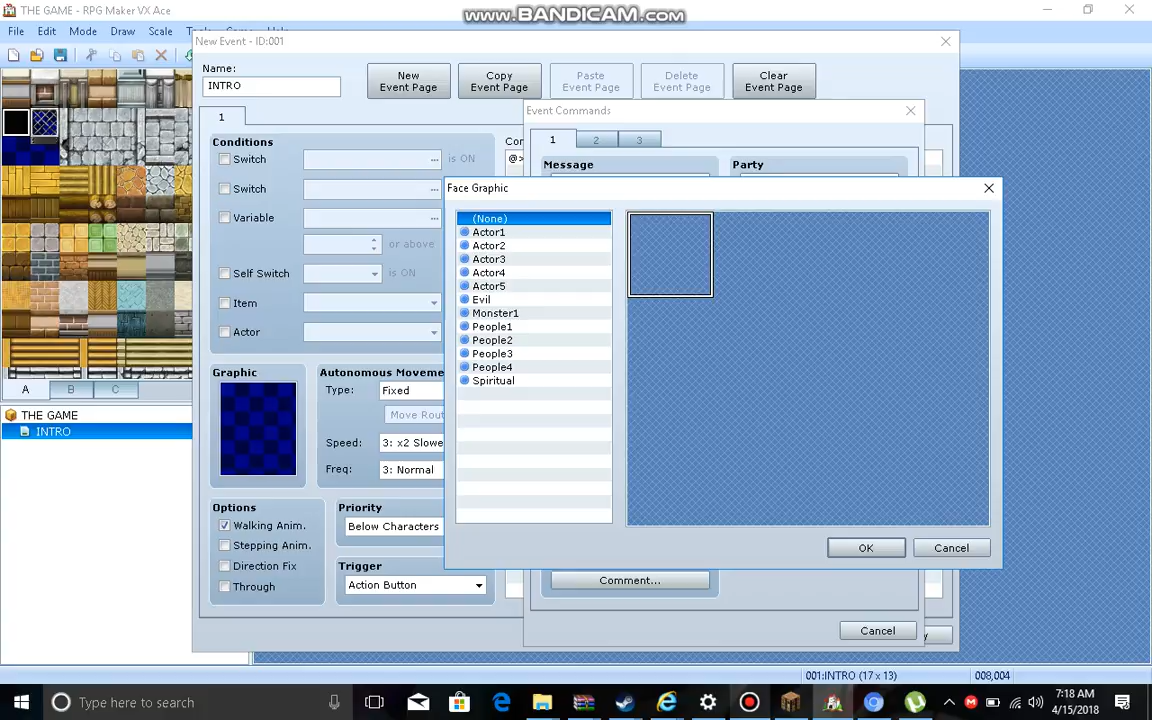 THE GAME - RPG Maker VX Ace
www.BANDICAM.com
File Edit Mode Draw Scale
New Event - ID:001
Name:
INTRO
New Event Page
Copy Event Page
Paste Event Page
Delete Event Page
Clear Event Page
Event Commands
1
1 2 3
Conditions
Message
Party
Switch ... is ON
@>
Face Graphic
Switch ...
Variable ...
or above
Self Switch is ON
Item
Actor
(None)
Actor1
Actor2
Actor3
Actor4
Actor5
Evil
Monster1
People1
People2
People3
People4
Spiritual
Graphic
Autonomous Moveme
Type: Fixed
Move Rout
Speed: 3: x2 Slowe
Freq: 3: Normal
A B C
THE GAME
INTRO
Options
Walking Anim.
Stepping Anim.
Direction Fix
Through
Priority
Below Characters
Trigger
Action Button
OK
Cancel
Comment...
Cancel
001:INTRO (17 x 13)
008,004
Type here to search
7:18 AM
4/15/2018